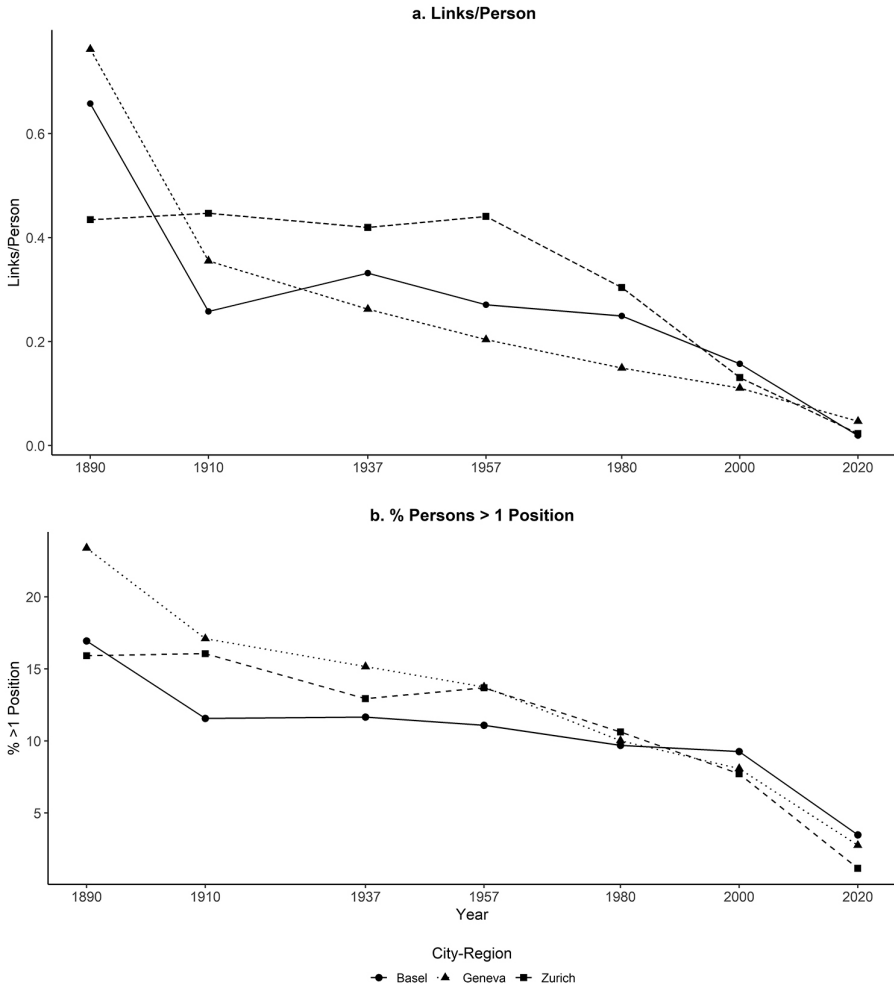 a. Links/Person
Links/Person
0.6
0.4
0.2
0.0
1890 1910 1937 1957 1980 2000 2020
b. % Persons > 1 Position
% >1 Position
20
15
10
5
1890 1910 1937 1957 1980 2000 2020
Year
City-Region
Basel Geneva Zurich